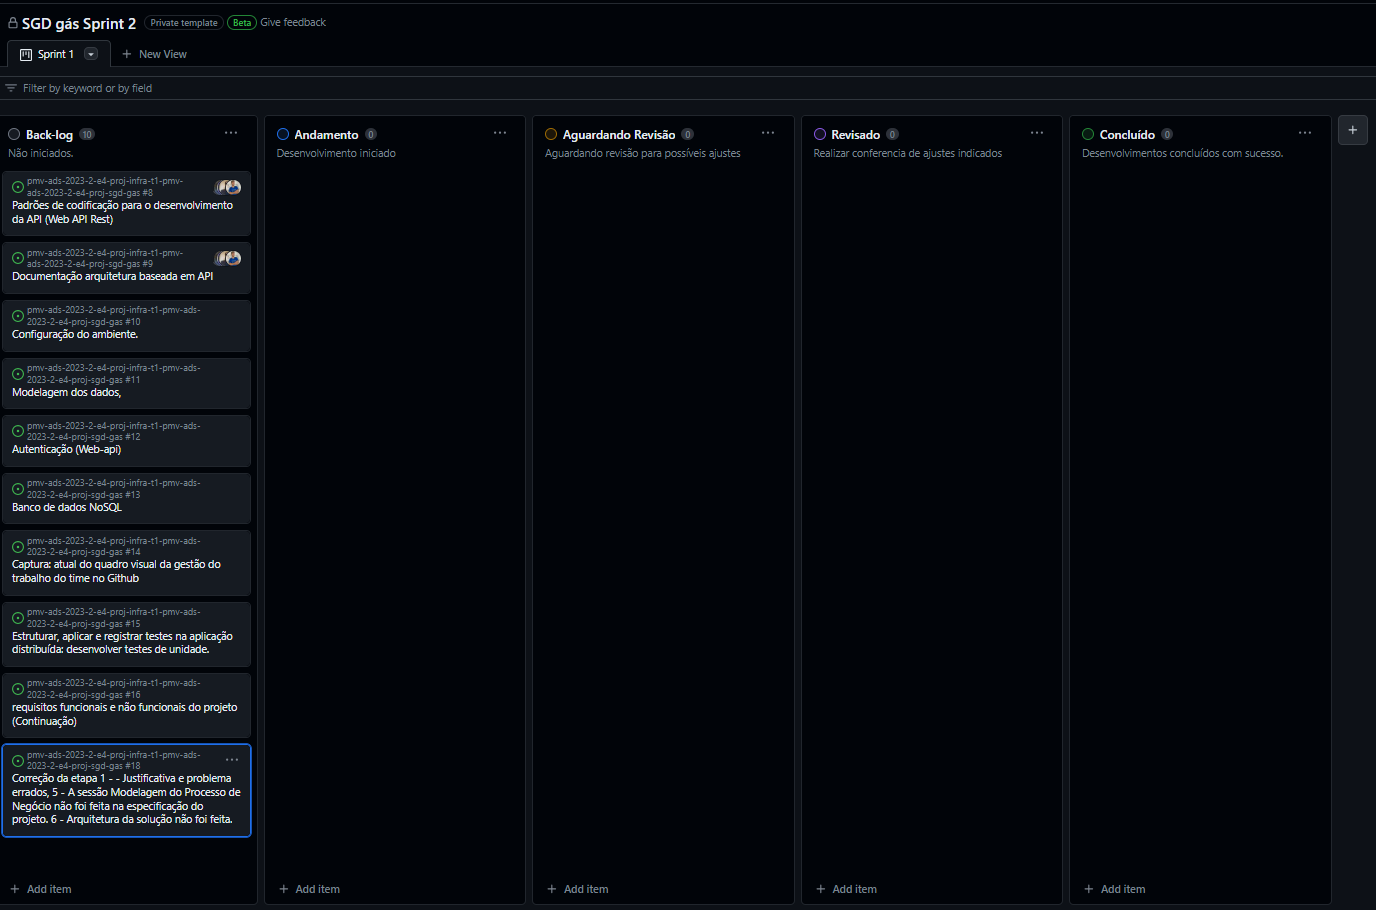 SGD gás Sprint 2 Private template Beta Give feedback
Sprint 1 New View
Filter by keyword or by field
Back-log 10
Não iniciados.
pmv-ads-2023-2-e4-proj-infra-t1-pmv-
ads-2023-2-e4-proj-sgd-gas #8
Padrões de codificação para o desenvolvimento
da API (Web API Rest)
pmv-ads-2023-2-e4-proj-infra-t1-pmv-
ads-2023-2-e4-proj-sgd-gas #9
Documentação arquitetura baseada em API
pmv-ads-2023-2-e4-proj-infra-t1-pmv-ads-
2023-2-e4-proj-sgd-gas #10
Configuração do ambiente.
pmv-ads-2023-2-e4-proj-infra-t1-pmv-ads-
2023-2-e4-proj-sgd-gas #11
Modelagem dos dados,
pmv-ads-2023-2-e4-proj-infra-t1-pmv-ads-
2023-2-e4-proj-sgd-gas #12
Autenticação (Web-api)
pmv-ads-2023-2-e4-proj-infra-t1-pmv-ads-
2023-2-e4-proj-sgd-gas #13
Banco de dados NoSQL
pmv-ads-2023-2-e4-proj-infra-t1-pmv-ads-
2023-2-e4-proj-sgd-gas #14
Captura: atual do quadro visual da gestão do
trabalho do time no Github
pmv-ads-2023-2-e4-proj-infra-t1-pmv-ads-
2023-2-e4-proj-sgd-gas #15
Estruturar, aplicar e registrar testes na aplicação
distribuída: desenvolver testes de unidade.
pmv-ads-2023-2-e4-proj-infra-t1-pmv-ads-
2023-2-e4-proj-sgd-gas #16
requisitos funcionais e não funcionais do projeto
(Continuação)
pmv-ads-2023-2-e4-proj-infra-t1-pmv-ads-
2023-2-e4-proj-sgd-gas #18
Correção da etapa 1 - - Justificativa e problema
errados, 5 - A sessão Modelagem do Processo de
Negócio não foi feita na especificação do
projeto. 6 - Arquitetura da solução não foi feita.
+ Add item
Andamento 0
Desenvolvimento iniciado
+ Add item
Aguardando Revisão 0
Aguardando revisão para possíveis ajustes
+ Add item
Revisado 0
Realizar conferencia de ajustes indicados
+ Add item
Concluído 0
Desenvolvimentos concluídos com sucesso.
+ Add item